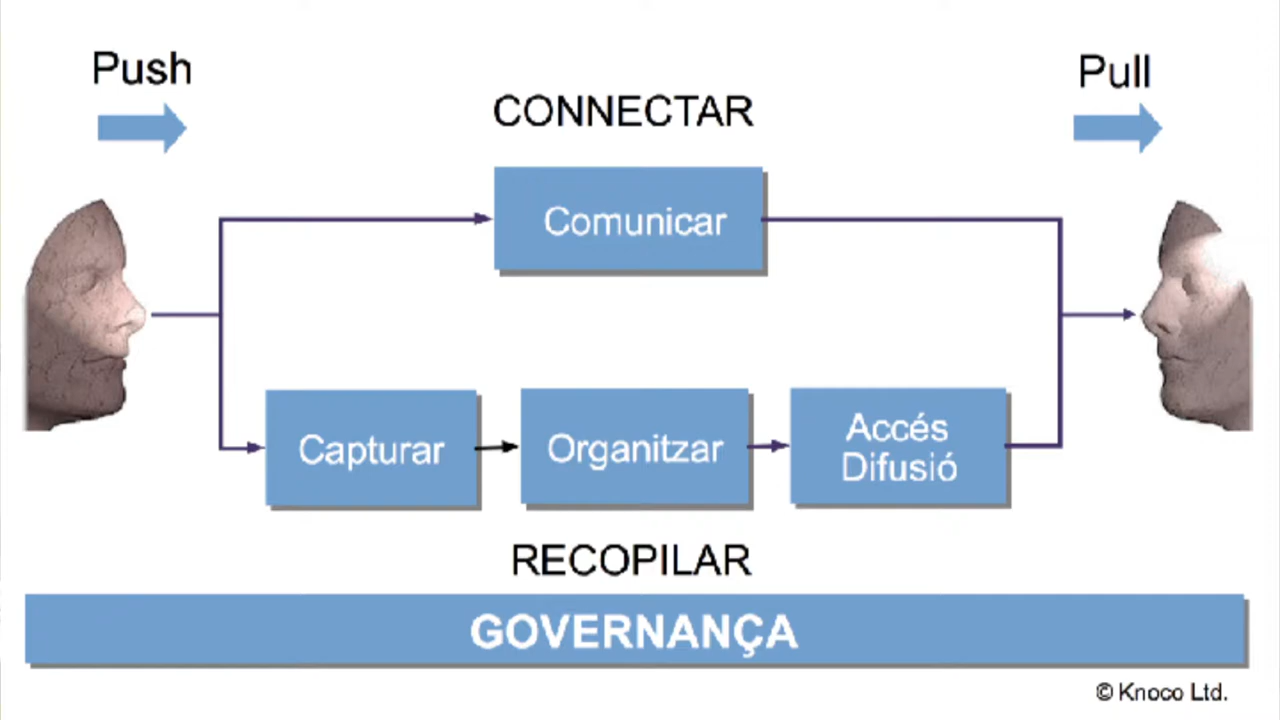 Push
Pull
CONNECTAR
Comunicar
Capturar
Organitzar
Accés
Difusió
RECOPILAR
GOVERNANÇA
© Knoco Ltd.